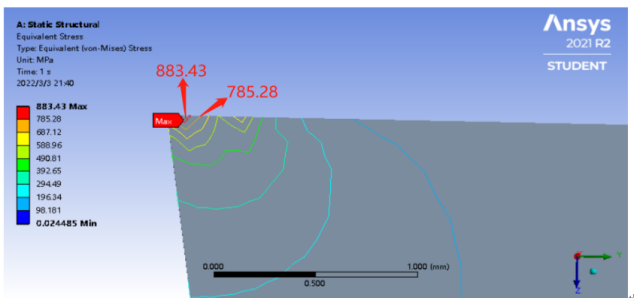 A: Static Structural
Equivalent Stress
Type: Equivalent (von-Mises) Stress
Unit: MPa
Time: 1 s
2022/3/3 21:40
883.43 Max
785.28
687.12
588.96
490.81
392.65
294.49
196.34
98.181
0.024485 Min
883.43
785.28
Max
Ansys
2021 R2
STUDENT
0.000
1.000 (mm)
0.500
Y
Z